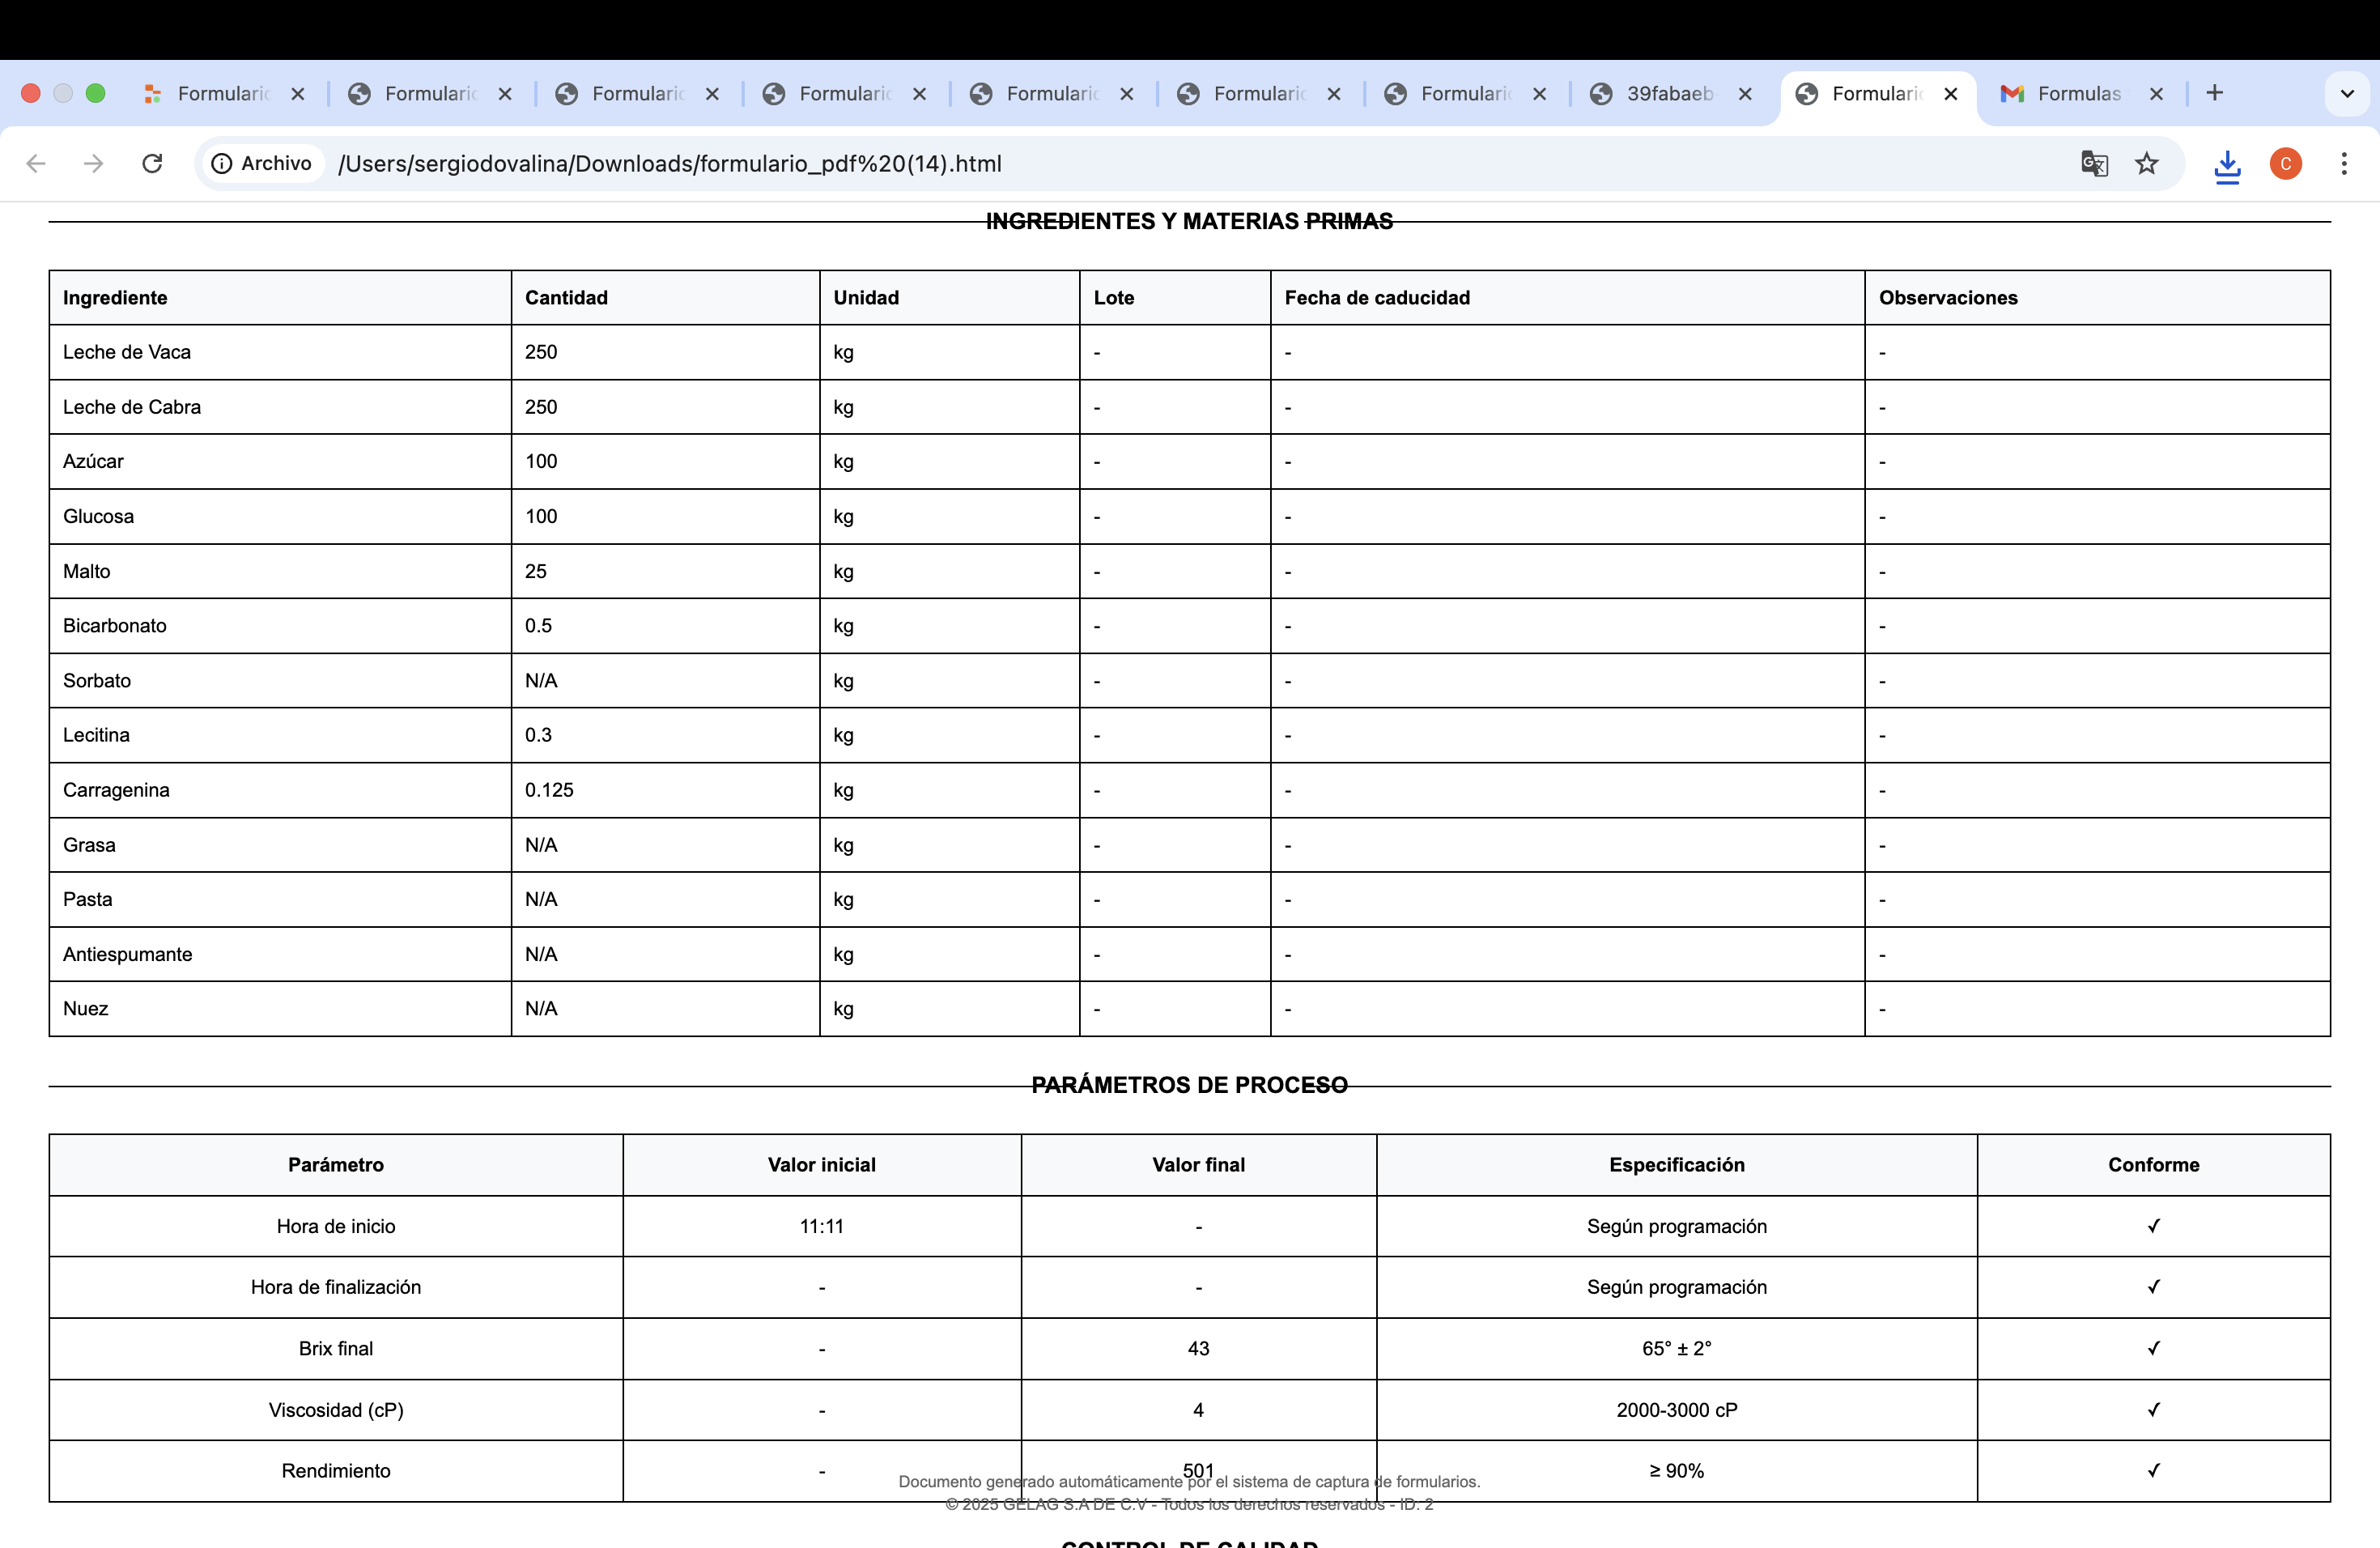 Formulario
Formulario
Formulario
Formulario
Formulario
Formulario
Formulario
39fabaeb
Formulario
Formulas
Archivo
/Users/sergiodovalina/Downloads/formulario_pdf%20(14).html
C
INGREDIENTES Y MATERIAS PRIMAS
Ingrediente Cantidad Unidad Lote Fecha de caducidad Observaciones
Leche de Vaca 250 kg - - -
Leche de Cabra 250 kg - - -
Azúcar 100 kg - - -
Glucosa 100 kg - - -
Malto 25 kg - - -
Bicarbonato 0.5 kg - - -
Sorbato N/A kg - - -
Lecitina 0.3 kg - - -
Carragenina 0.125 kg - - -
Grasa N/A kg - - -
Pasta N/A kg - - -
Antiespumante N/A kg - - -
Nuez N/A kg - - -
PARÁMETROS DE PROCESO
Parámetro Valor inicial Valor final Especificación Conforme
Hora de inicio 11:11 - Según programación ✓
Hora de finalización - - Según programación ✓
Brix final - 43 65° ± 2° ✓
Viscosidad (cP) - 4 2000-3000 cP ✓
Rendimiento - 501 ≥ 90% ✓
Documento generado automáticamente por el sistema de captura de formularios.
© 2025 GELAG S.A DE C.V - Todos los derechos reservados - ID: 2
CONTROL DE CALIDAD